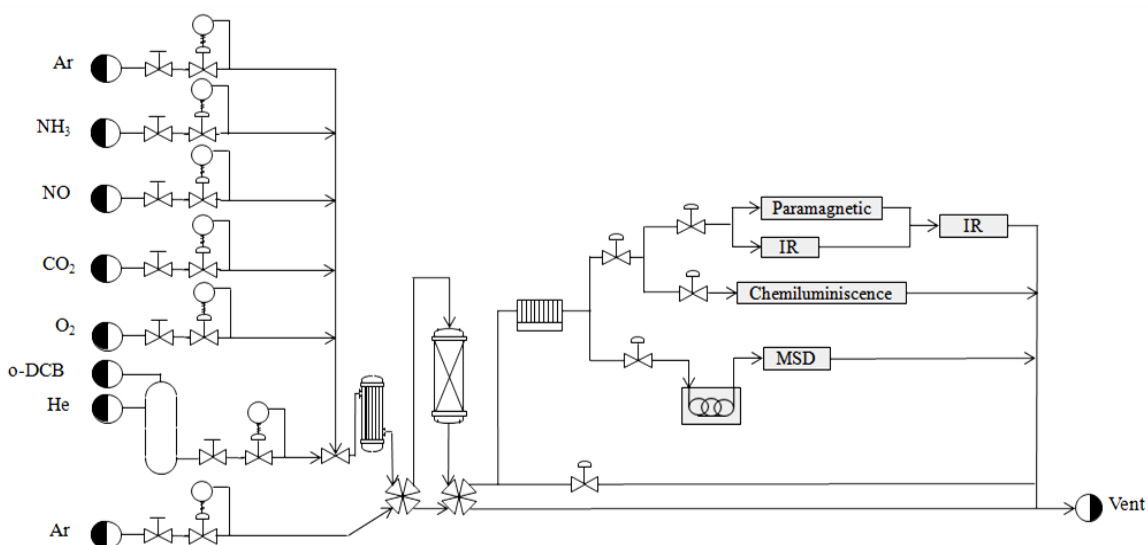 Ar
NH₃
NO
CO₂
O₂
o-DCB
He
Ar
Paramagnetic
IR
IR
Chemiluminiscence
MSD
Vent